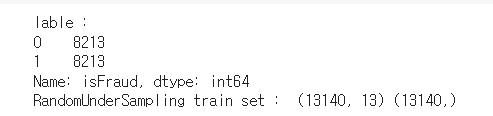 lable :
0    8213
1    8213
Name: isFraud, dtype: int64
RandomUnderSampling train set :  (13140, 13) (13140,)